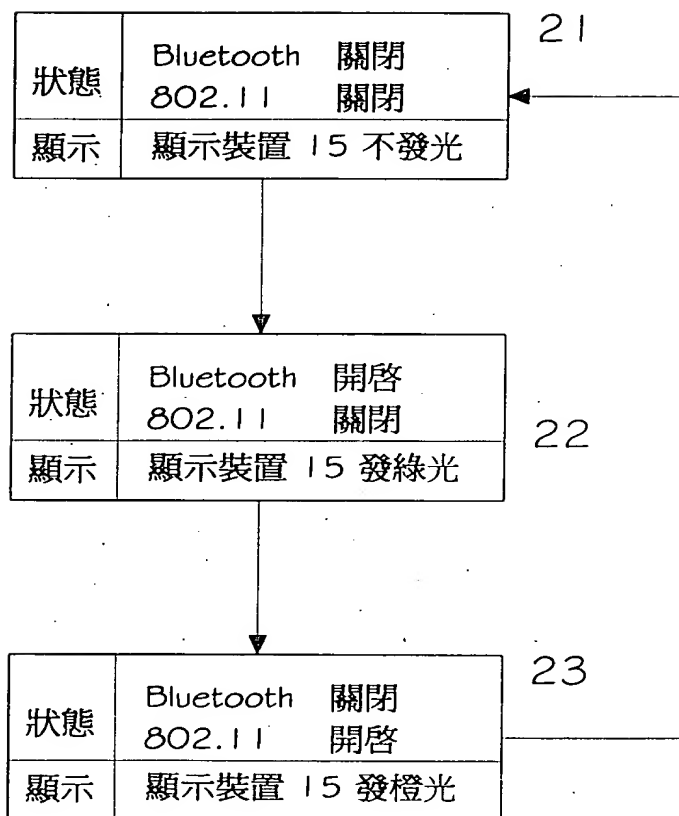 21
狀態
Bluetooth 關閉
802.11 關閉
顯示 顯示裝置 15 不發光
狀態
Bluetooth 開啓
802.11 關閉
22
顯示 顯示裝置 15 發綠光
23
狀態
Bluetooth 關閉
802.11 開啓
顯示 顯示裝置 15 發橙光